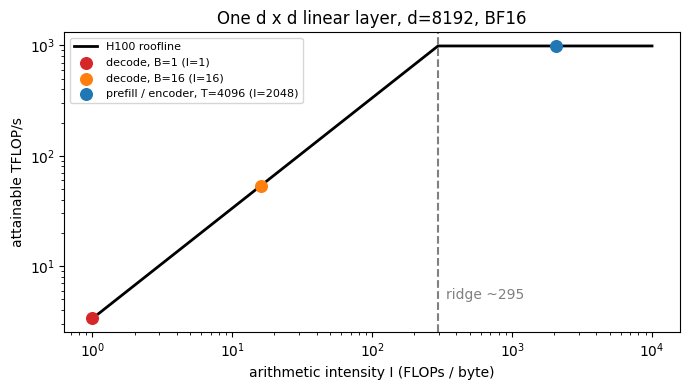 One d x d linear layer, d=8192, BF16
H100 roofline
decode, B=1 (I=1)
decode, B=16 (I=16)
prefill / encoder, T=4096 (I=2048)
attainable TFLOP/s
10³
10²
10¹
ridge ~295
10⁰
10¹
10²
10³
10⁴
arithmetic intensity I (FLOPs / byte)